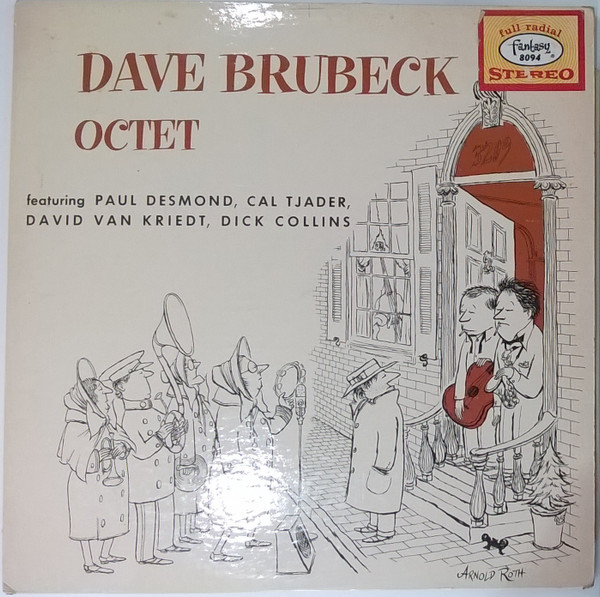 full radial
fantasy
8094
STEREO
DAVE BRUBECK
OCTET
featuring PAUL DESMOND, CAL TJADER,
DAVID VAN KRIEDT, DICK COLLINS
ARNOLD ROTH